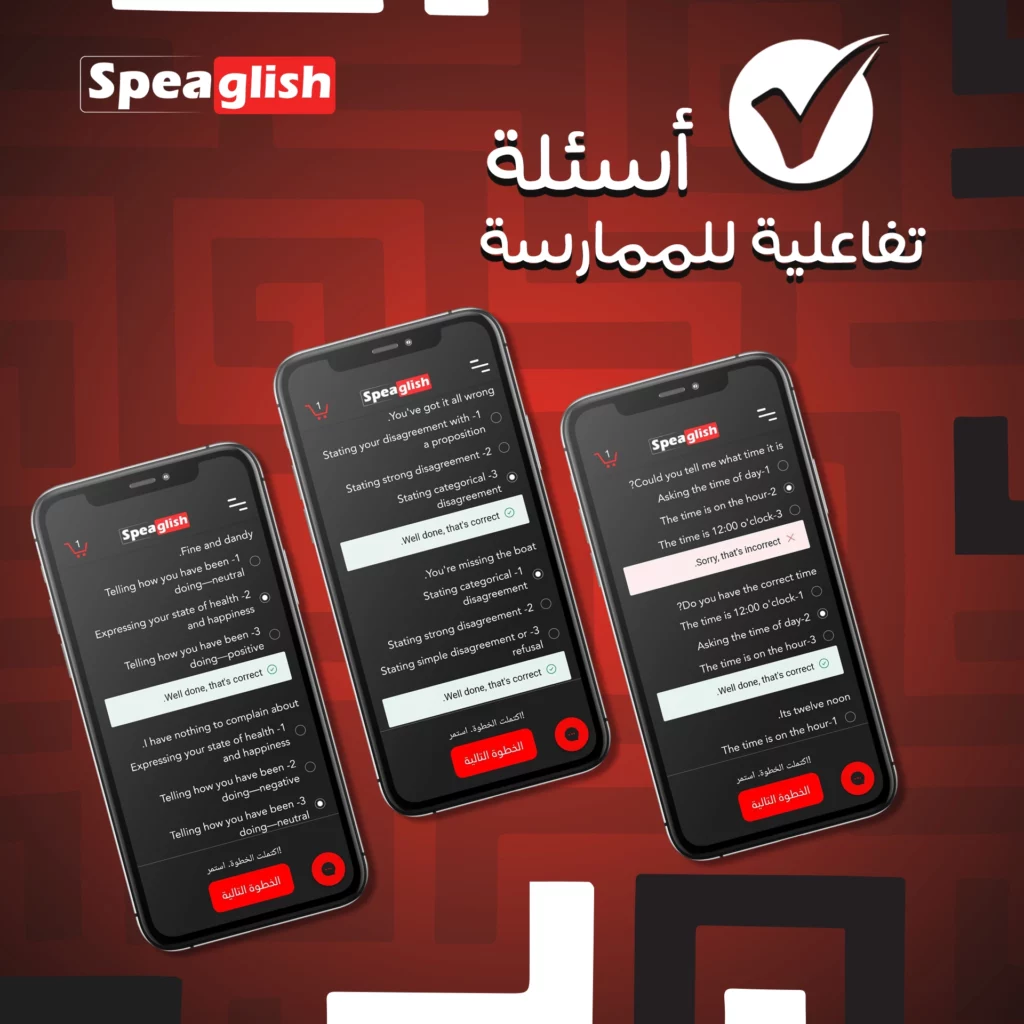 Speaglish
أسئلة
تفاعلية للممارسة
Speaglish
1
.Fine and dandy
Telling how you have been -1
doing—neutral
Expressing your state of health -2
and happiness
Telling how you have been -3
doing—positive
.Well done, that's correct
.I have nothing to complain about
Expressing your state of health -1
and happiness
Telling how you have been -2
doing—negative
Telling how you have been -3
doing—neutral
!اكتملت الخطوة. استمر
الخطوة التالية
Speaglish
1
.You've got it all wrong
Stating your disagreement with -1
a proposition
Stating strong disagreement -2
Stating categorical -3
disagreement
.Well done, that's correct
.You're missing the boat
Stating categorical -1
disagreement
Stating strong disagreement -2
Stating simple disagreement or -3
refusal
.Well done, that's correct
!اكتملت الخطوة. استمر
الخطوة التالية
Speaglish
1
?Could you tell me what time it is
Asking the time of day-1
The time is on the hour-2
The time is 12:00 o'clock-3
.Sorry, that's incorrect
?Do you have the correct time
The time is 12:00 o'clock-1
Asking the time of day-2
The time is on the hour-3
.Well done, that's correct
.Its twelve noon
The time is on the hour-1
!اكتملت الخطوة. استمر
الخطوة التالية